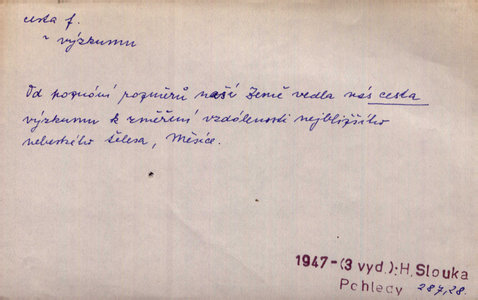 cesta f.
~ výzkumu
Od poznání rozměrů naší Země vedla nás cesta
výzkumu k změření vzdálenosti nejbližšího
nebeského tělesa, Měsíce.
1947-(3 vyd.):H.Slouka
Pohledy 287,28.